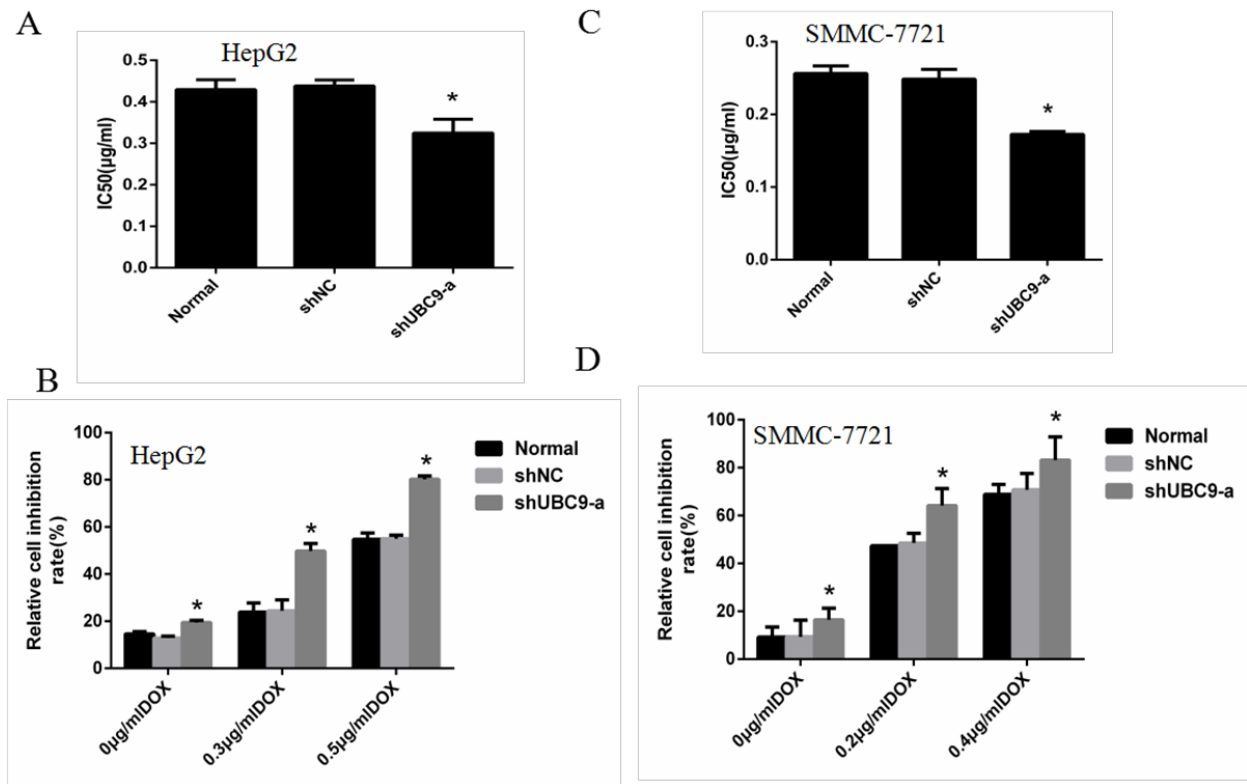 A
HepG2
IC50(µg/ml)
0.5
0.4
0.3
0.2
0.1
0.0
*
Normal
shNC
shUBC9-a
C
SMMC-7721
IC50(µg/ml)
0.3
0.2
0.1
0.0
*
Normal
shNC
shUBC9-a
B
HepG2
Relative cell inhibition
rate(%)
100
80
60
40
20
0
*
*
*
Normal
shNC
shUBC9-a
0µg/mlDOX
0.3µg/mlDOX
0.5µg/mlDOX
D
SMMC-7721
Relative cell inhibition
rate(%)
100
80
60
40
20
0
*
*
*
Normal
shNC
shUBC9-a
0µg/mlDOX
0.2µg/mlDOX
0.4µg/mlDOX